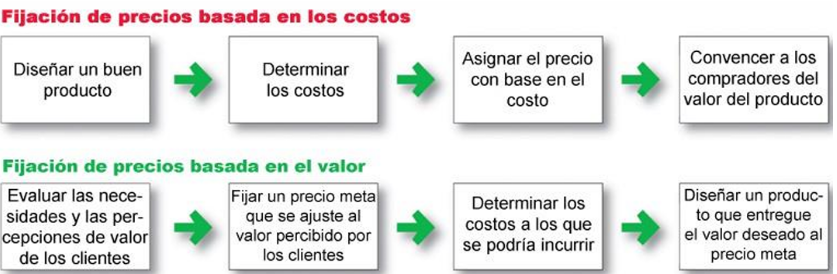 Fijación de precios basada en los costos
Diseñar un buen
producto
Determinar
los costos
Asignar el precio
con base en el
costo
Convencer a los
compradores del
valor del producto
Fijación de precios basada en el valor
Evaluar las nece-
sidades y las per-
cepciones de valor
de los clientes
Fijar un precio meta
que se ajuste al
valor percibido por
los clientes
Determinar los
costos a los que
se podría incurrir
Diseñar un produc-
to que entregue
el valor deseado al
precio meta